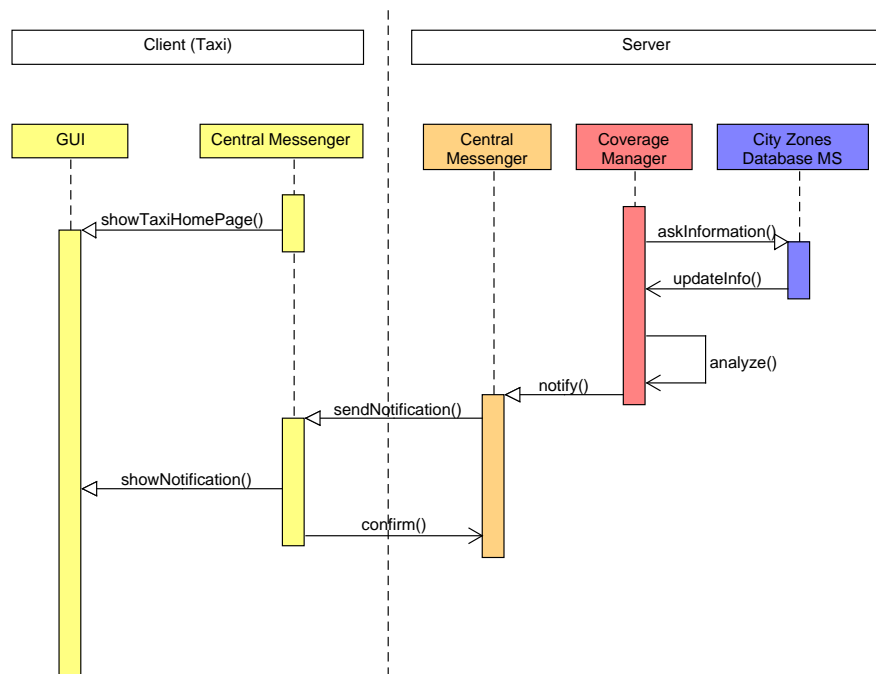 Client (Taxi)
Server
GUI
Central Messenger
Central
Messenger
Coverage
Manager
City Zones
Database MS
showTaxiHomePage()
askInformation()
updateInfo()
analyze()
notify()
sendNotification()
showNotification()
confirm()